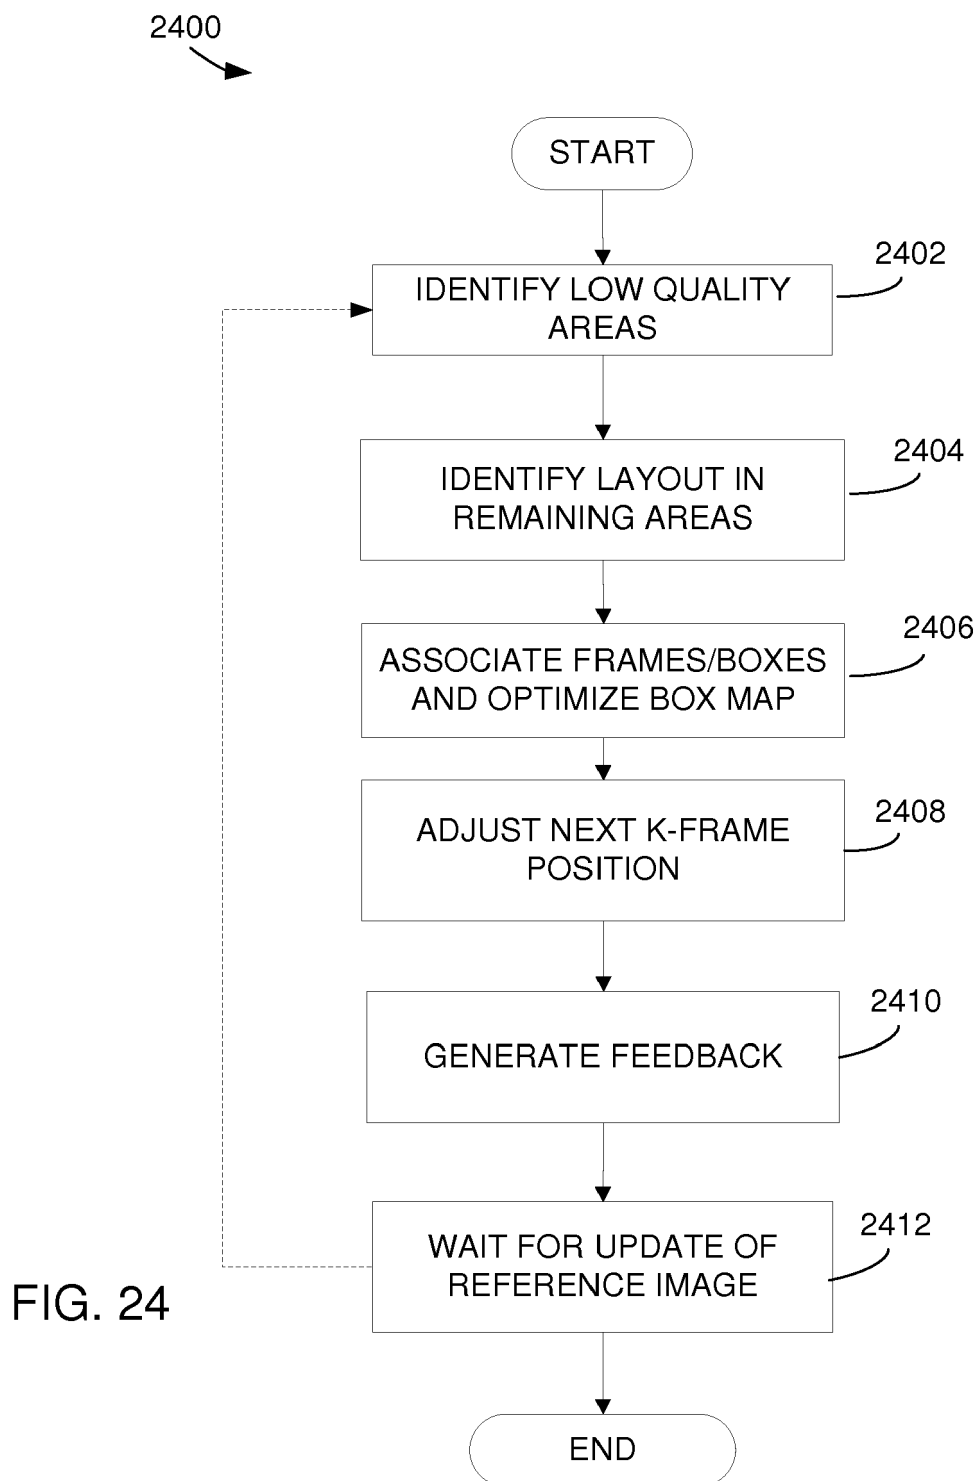 2400
START
2402
IDENTIFY LOW QUALITY
AREAS
2404
IDENTIFY LAYOUT IN
REMAINING AREAS
2406
ASSOCIATE FRAMES/BOXES
AND OPTIMIZE BOX MAP
2408
ADJUST NEXT K-FRAME
POSITION
2410
GENERATE FEEDBACK
2412
WAIT FOR UPDATE OF
REFERENCE IMAGE
FIG. 24
END